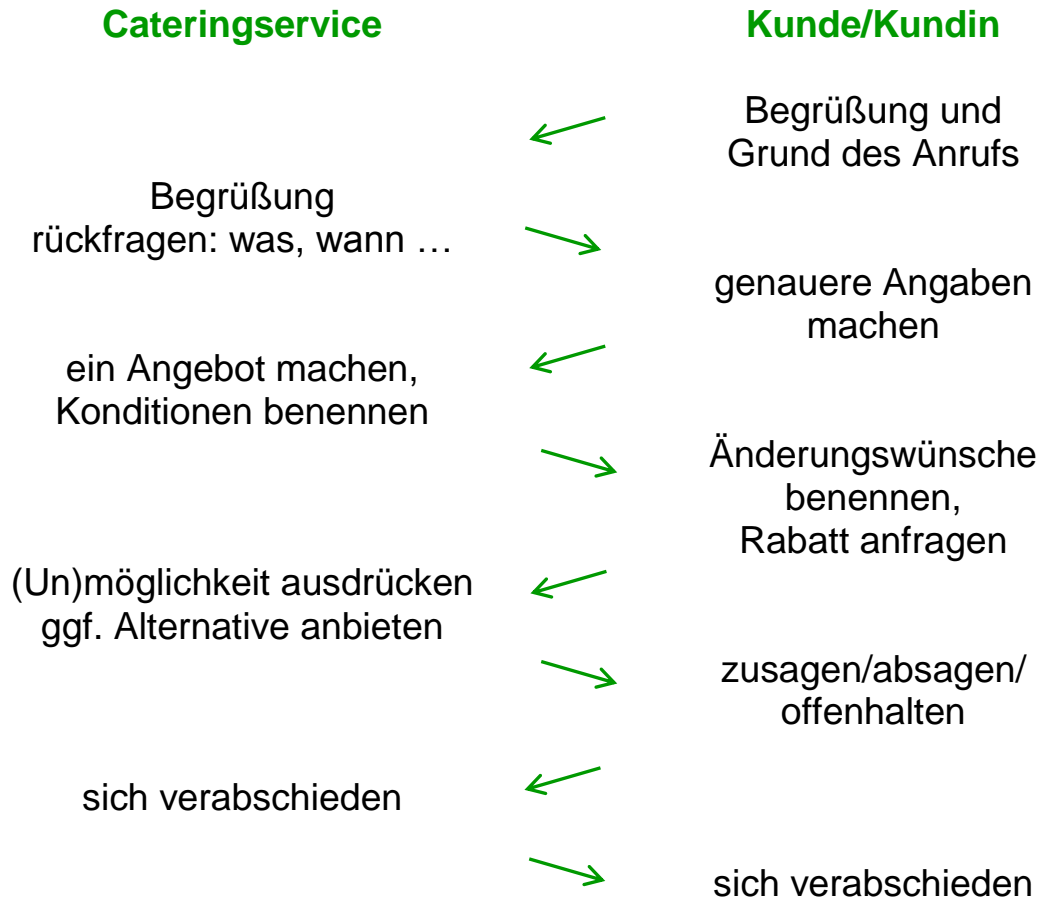 Cateringservice
Kunde/Kundin
Begrüßung und
Grund des Anrufs
Begrüßung
rückfragen: was, wann …
genauere Angaben
machen
ein Angebot machen,
Konditionen benennen
Änderungswünsche
benennen,
Rabatt anfragen
(Un)möglichkeit ausdrücken
ggf. Alternative anbieten
zusagen/absagen/
offenhalten
sich verabschieden
sich verabschieden